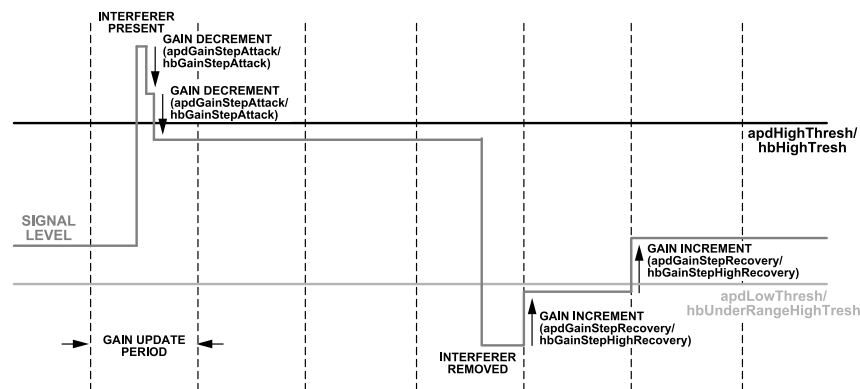 INTERFERER
PRESENT
GAIN DECREMENT
(apdGainStepAttack/
hbGainStepAttack)
GAIN DECREMENT
(apdGainStepAttack/
hbGainStepAttack)
apdHighThresh/
hbHighTresh
SIGNAL
LEVEL
GAIN INCREMENT
(apdGainStepRecovery/
hbGainStepHighRecovery)
apdLowThresh/
hbUnderRangeHighTresh
GAIN INCREMENT
(apdGainStepRecovery/
hbGainStepHighRecovery)
GAIN UPDATE
PERIOD
INTERFERER
REMOVED